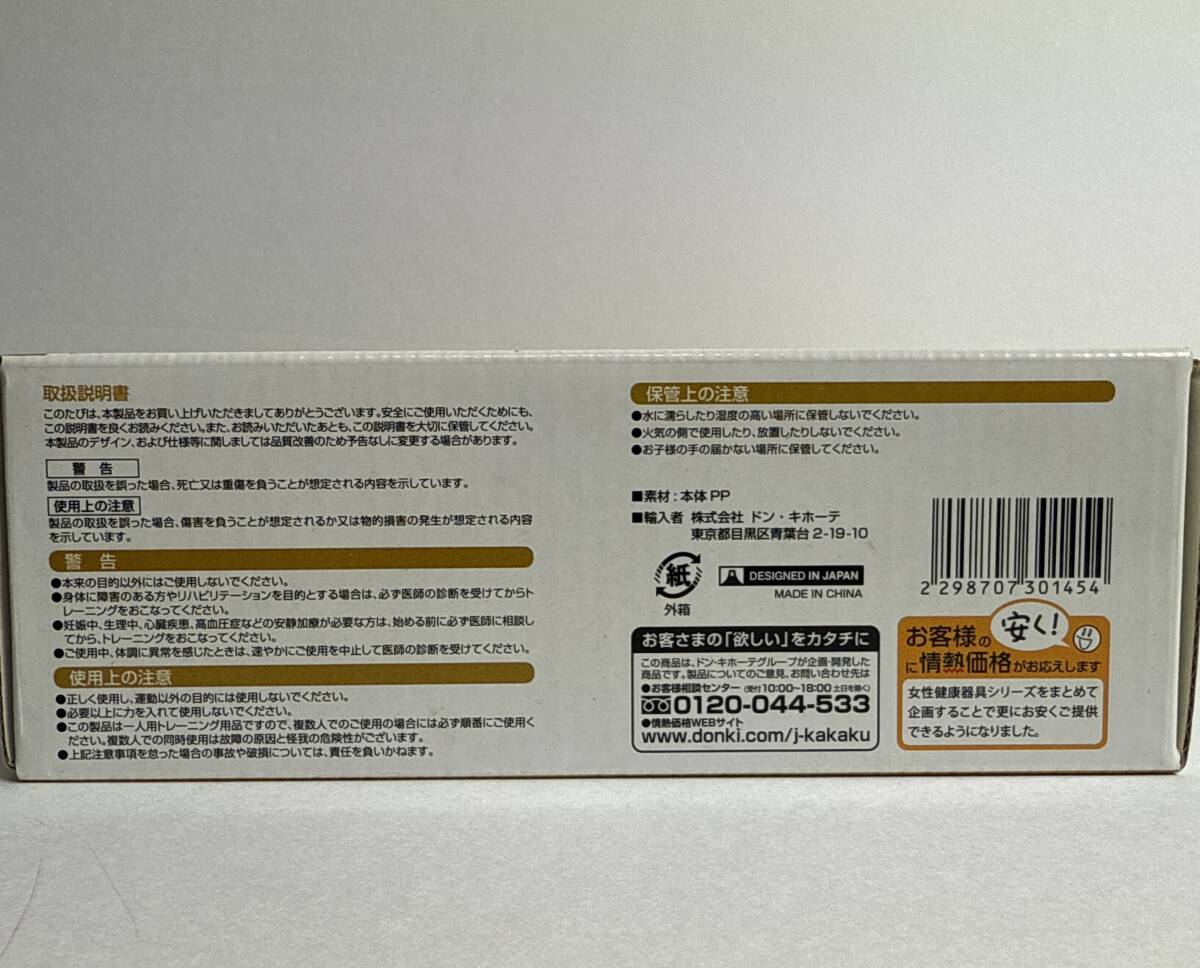 取扱説明書
このたびは、本製品をお買い上げいただきましてありがとうございます。安全にご使用いただくためにも、
この説明書を良くお読みください。また、お読みいただいたあとも、この説明書を大切に保管してください。
本製品のデザイン、および仕様等に関しましては品質改善のため予告なしに変更する場合があります。
警 告
製品の取扱を誤った場合、死亡又は重傷を負うことが想定される内容を示しています。
使用上の注意
製品の取扱を誤った場合、傷害を負うことが想定されるか又は物的損害の発生が想定される内容
を示しています。
警 告
●本来の目的以外にはご使用しないでください。
●身体に障害のある方やリハビリテーションを目的とする場合は、必ず医師の診断を受けてからト
レーニングをおこなってください。
●妊娠中、生理中、心臓疾患、高血圧症などの安静加療が必要な方は、始める前に必ず医師に相談し
てから、トレーニングをおこなってください。
●ご使用中、体調に異常を感じたときは、速やかにご使用を中止して医師の診断を受けてください。
使用上の注意
●正しく使用し、運動以外の目的には使用しないでください。
●必要以上に力を入れて使用しないでください。
●この製品は一人用トレーニング用品ですので、複数人でのご使用の場合には必ず順番にご使用く
ださい。複数人での同時使用は故障の原因と怪我の危険性がございます。
●上記注意事項を怠った場合の事故や破損については、責任を負いかねます。
保管上の注意
●水に濡らしたり湿度の高い場所に保管しないでください。
●火気の側で使用したり、放置したりしないでください。
●お子様の手の届かない場所に保管してください。
■素材：本体 PP
■輸入者 株式会社 ドン・キホーテ
東京都目黒区青葉台 2-19-10
紙
外箱
DESIGNED IN JAPAN
MADE IN CHINA
2 298707 301454
お客さまの「欲しい」をカタチに
この商品は、ドン・キホーテグループが企画・開発した
商品です。製品についてのご意見、お問い合わせ先は
●お客様相談センター (受付10:00~18:00 土日を除く)
0120-044-533
●情熱価格WEBサイト
www.donki.com/j-kakaku
お客様の 安く!
に情熱価格がお応えします
女性健康器具シリーズをまとめて
企画することで更にお安くご提供
できるようになりました。